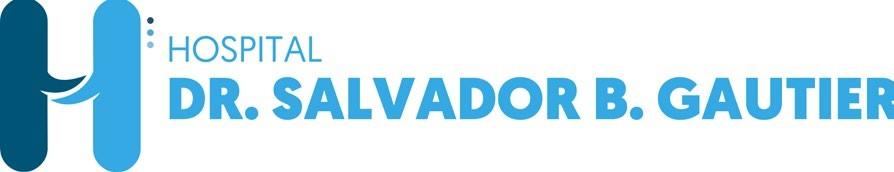 HOSPITAL
DR. SALVADOR B. GAUTIER